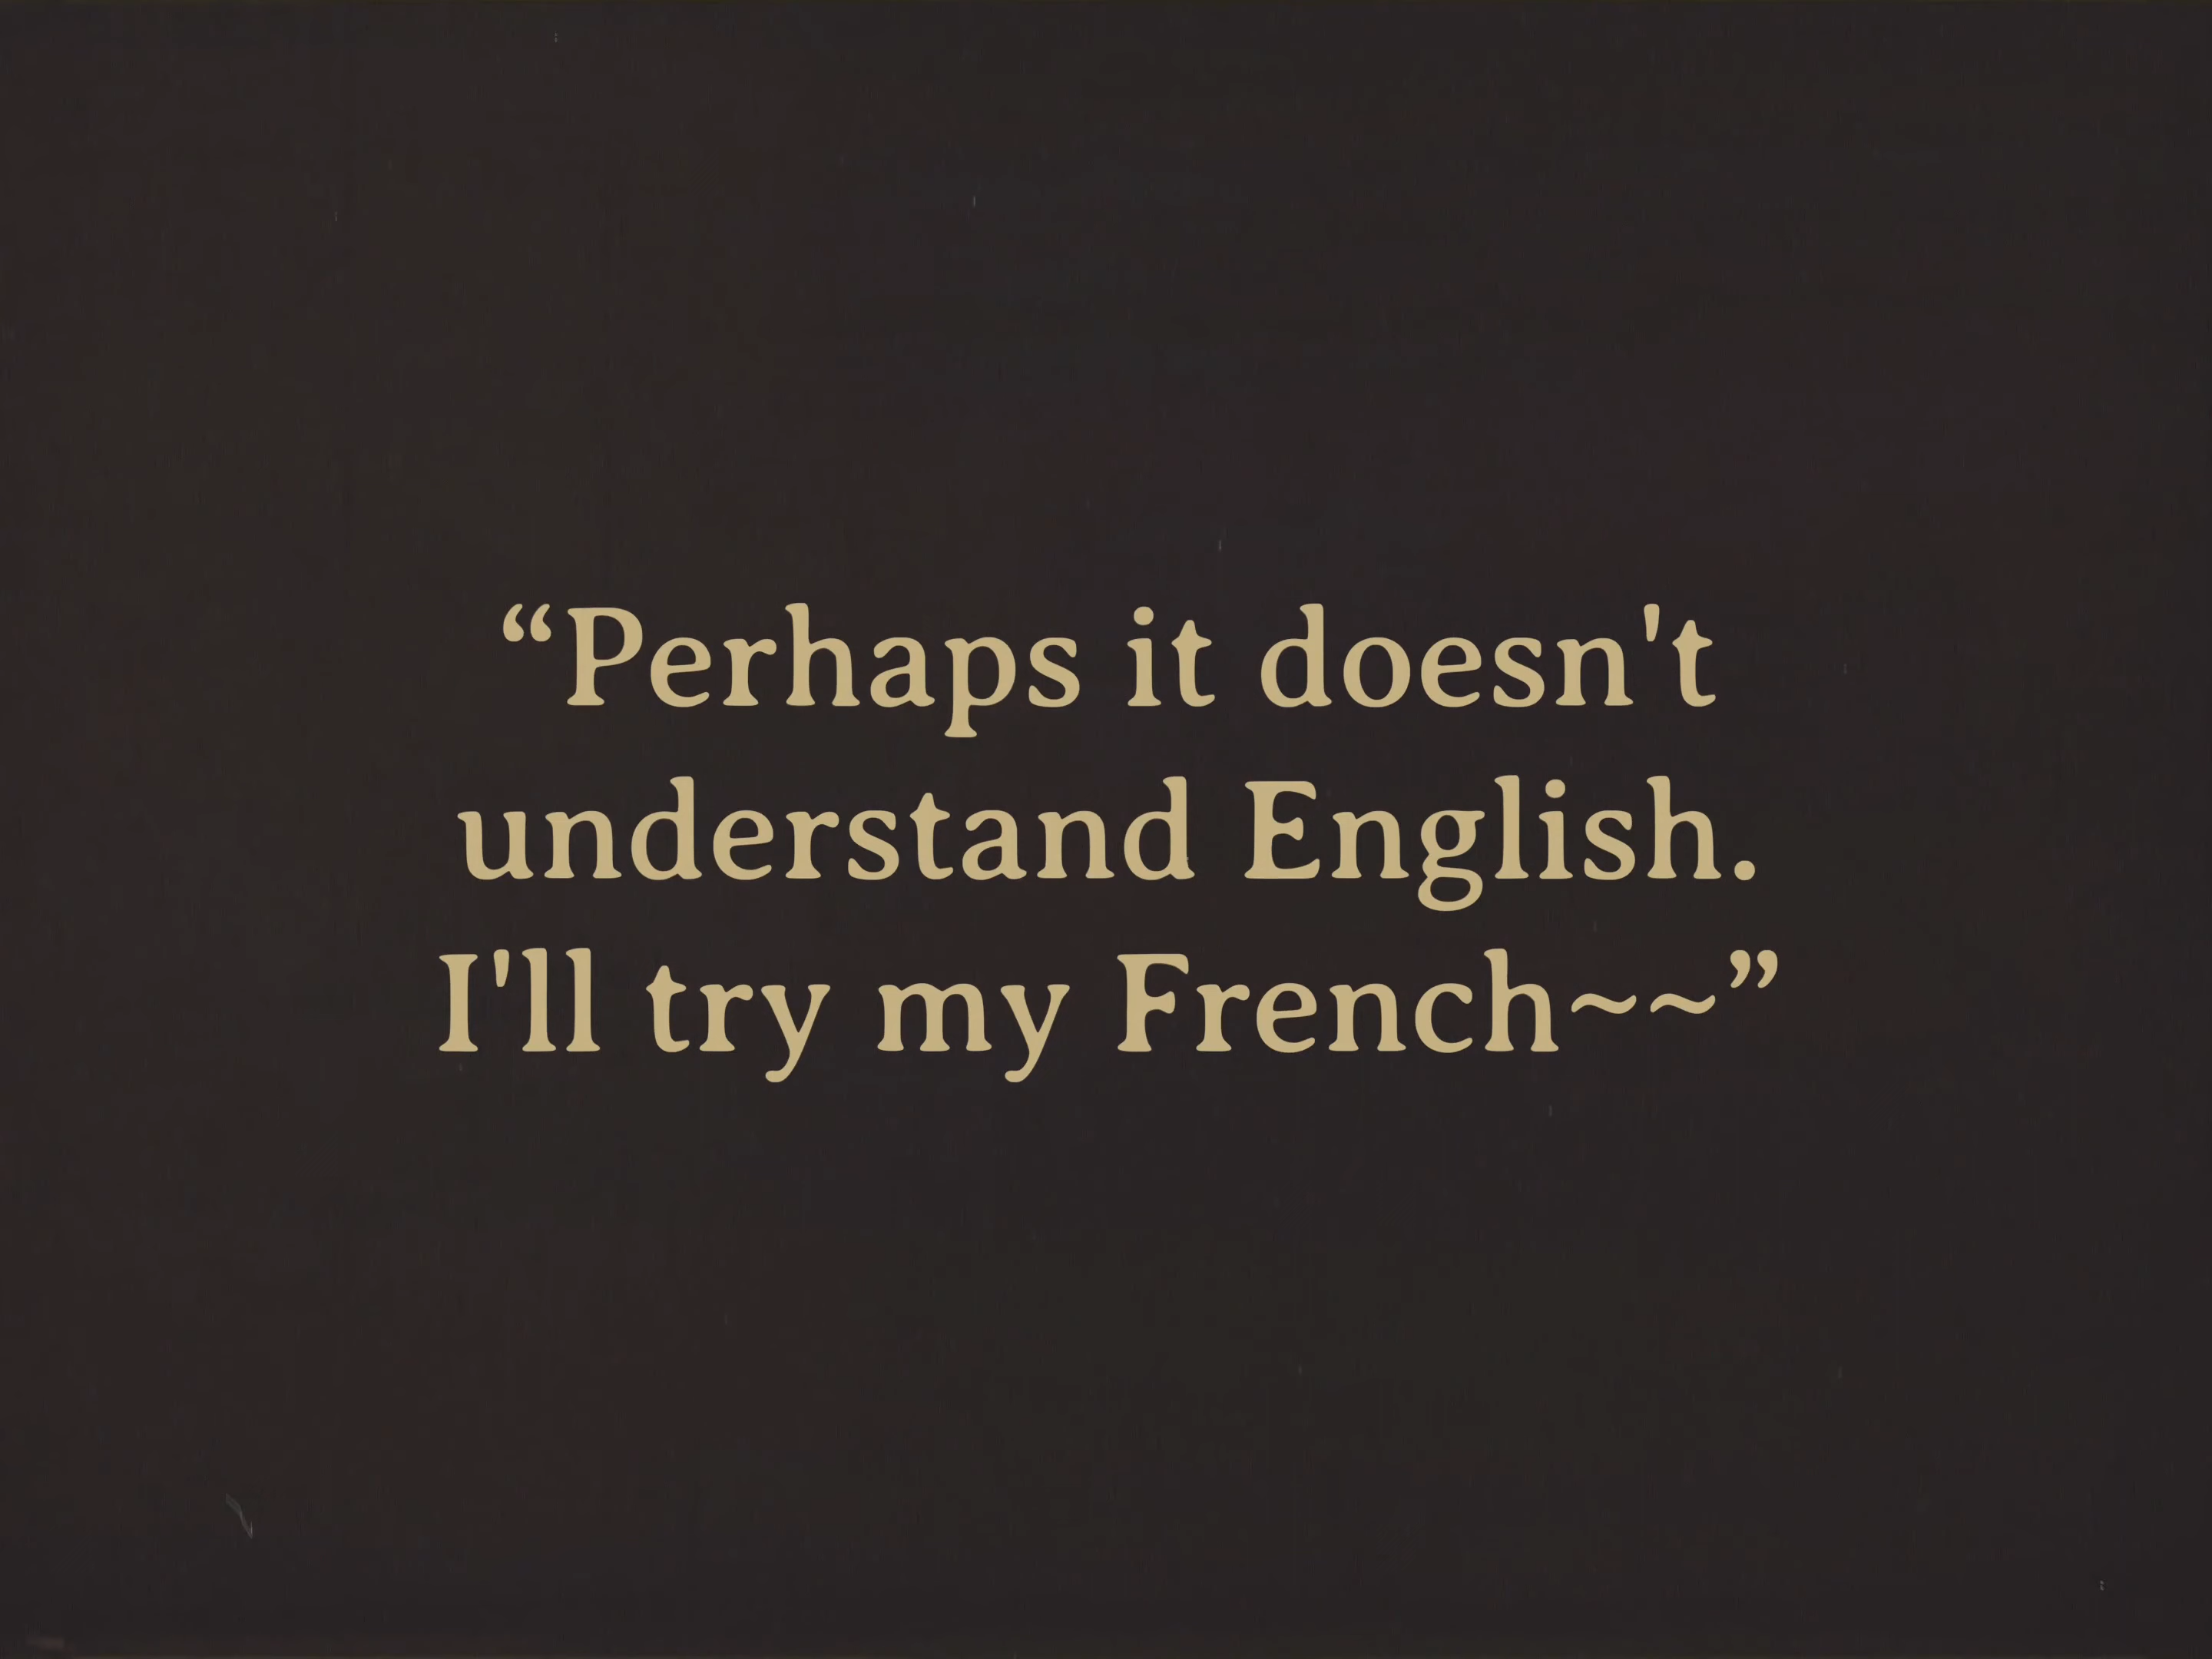 “Perhaps it doesn't
understand English.
I'll try my French~~”